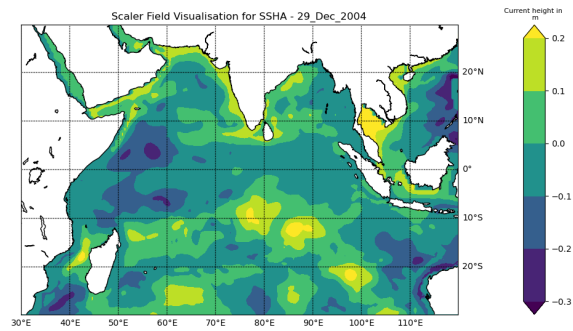 Scaler Field Visualisation for SSHA - 29_Dec_2004
Current height in
m
0.2
0.1
0.0
−0.1
−0.2
−0.3
20°N
10°N
0°
10°S
20°S
30°E
40°E
50°E
60°E
70°E
80°E
90°E
100°E
110°E